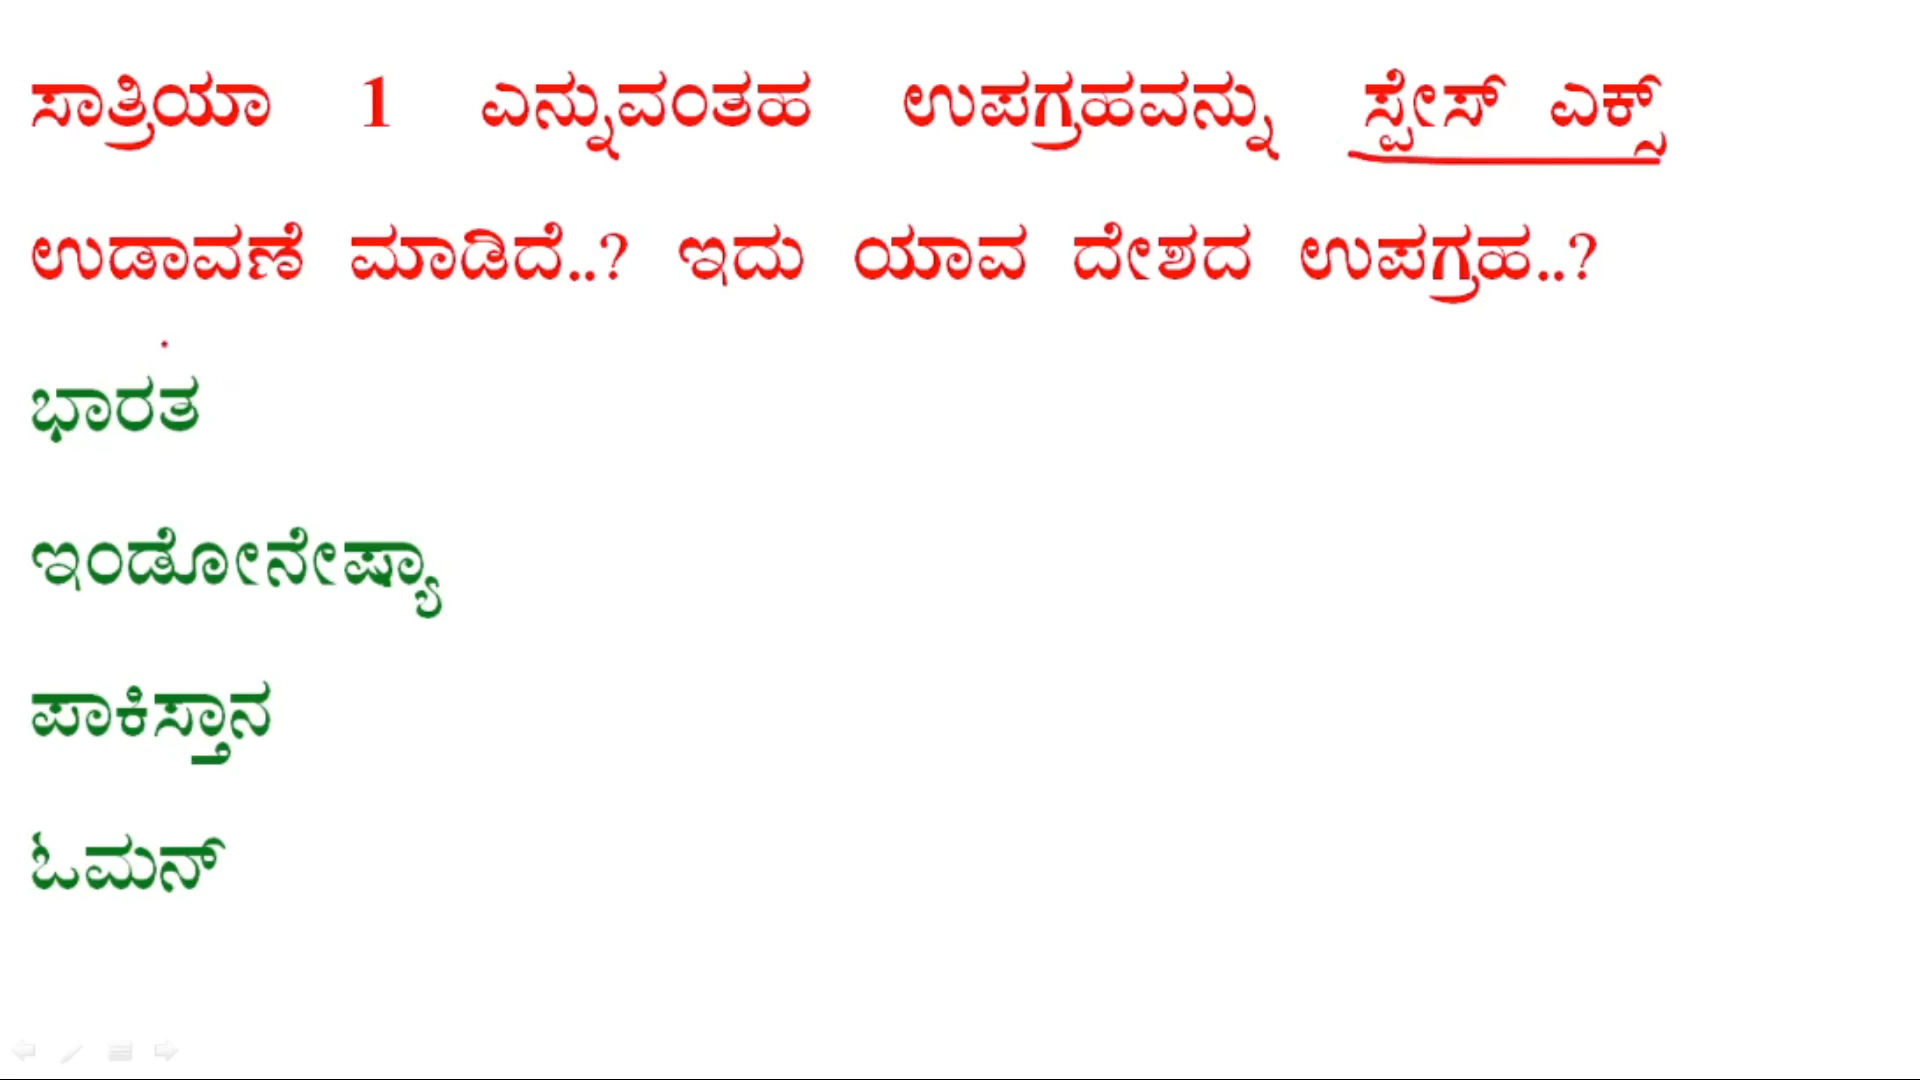 ಸಾತ್ರಿಯಾ 1 ಎನ್ನುವಂತಹ ಉಪಗ್ರಹವನ್ನು ಸ್ಪೇಸ್ ಎಕ್ಸ್
ಉಡಾವಣೆ ಮಾಡಿದೆ..? ಇದು ಯಾವ ದೇಶದ ಉಪಗ್ರಹ..?
ಭಾರತ
ಇಂಡೋನೇಷ್ಯಾ
ಪಾಕಿಸ್ತಾನ
ಓಮನ್